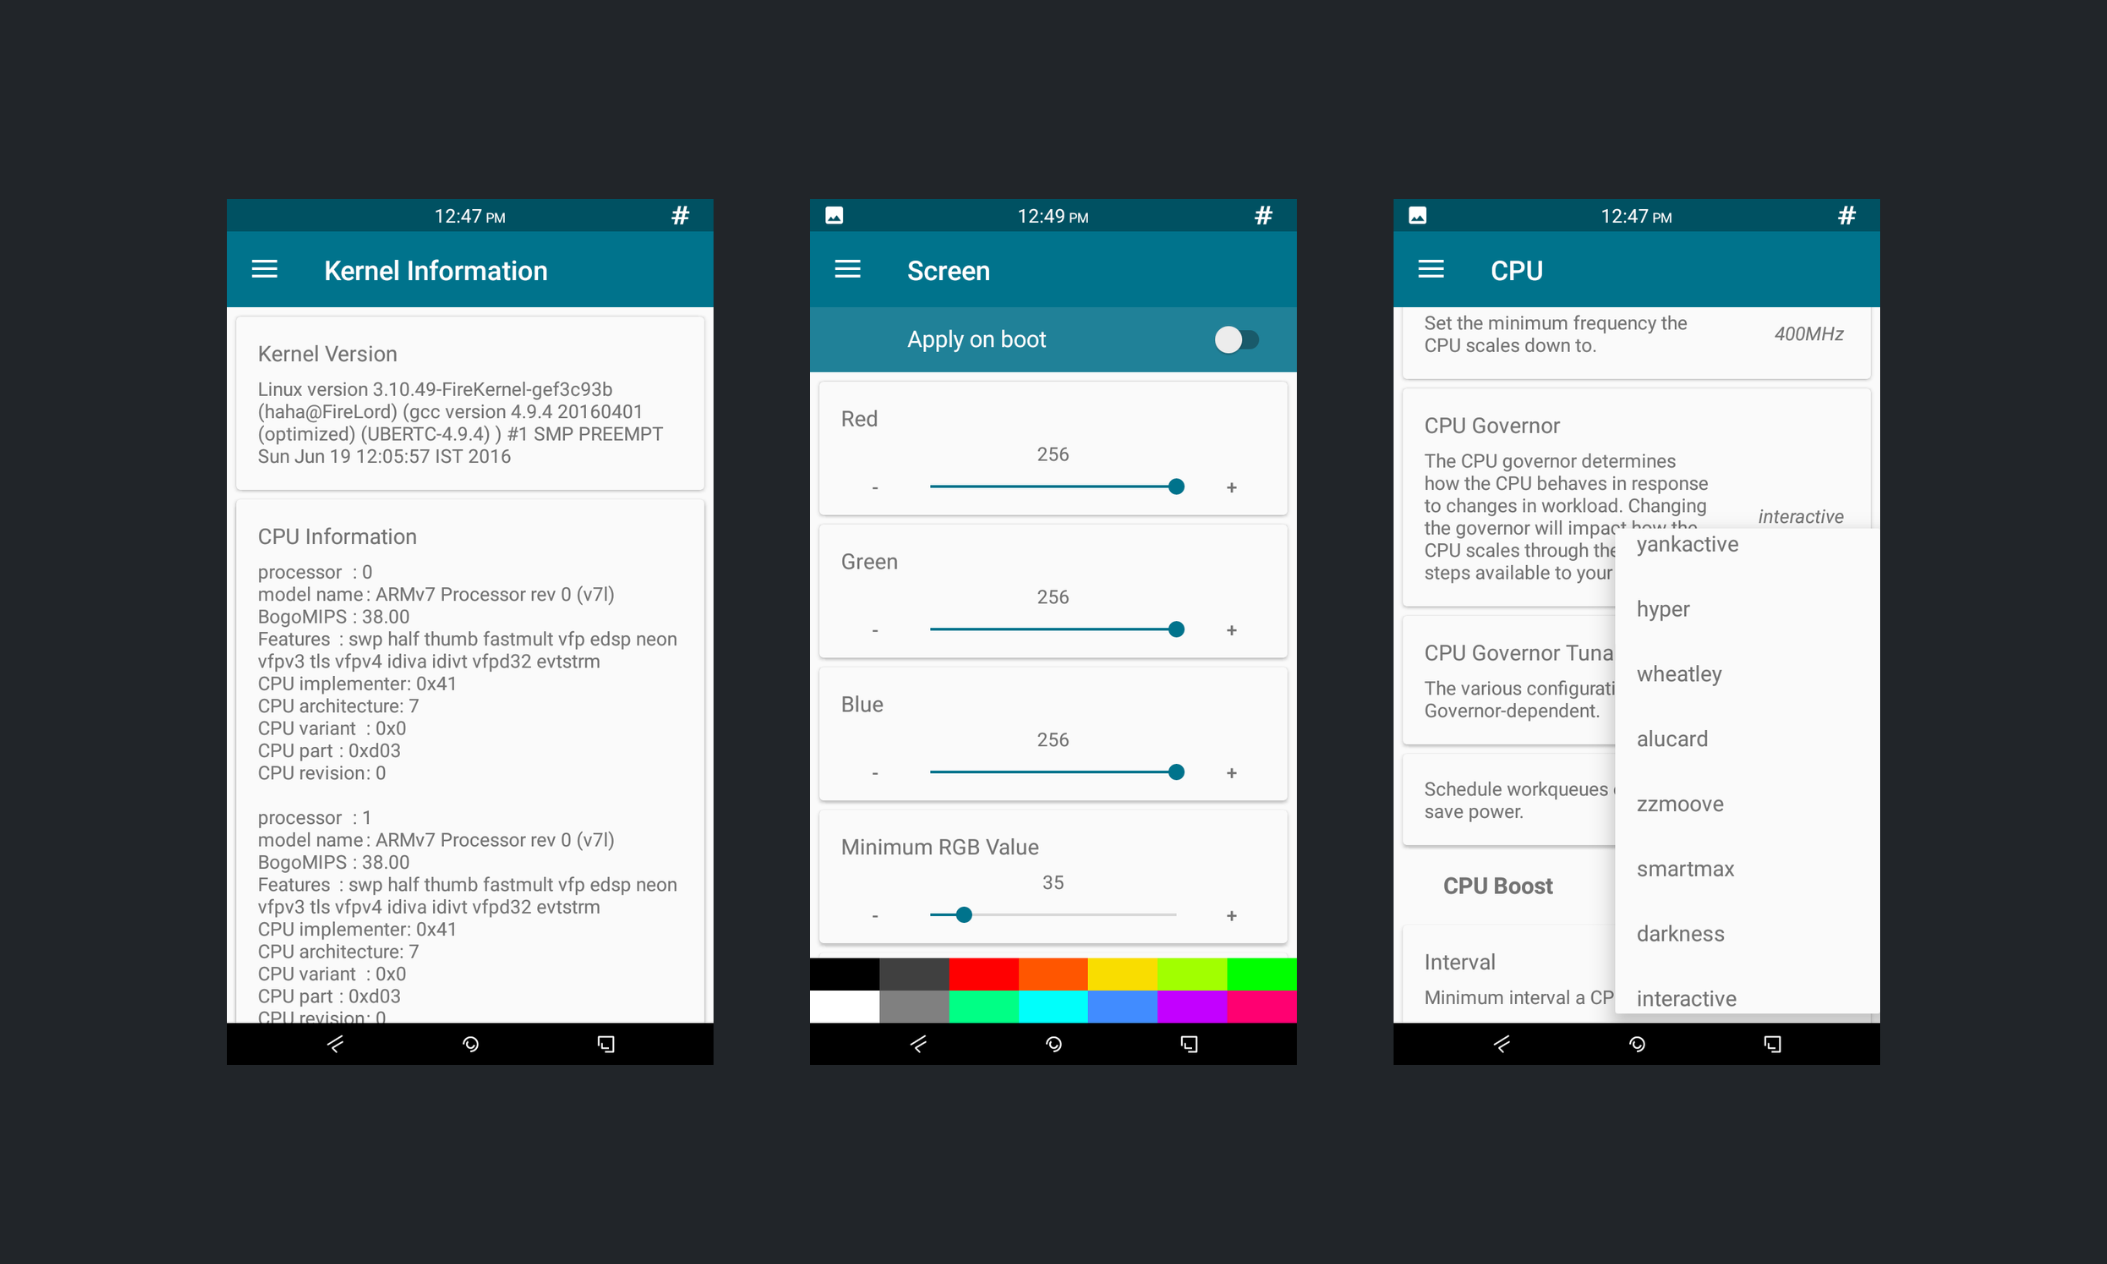 12:47 PM #
Kernel Information
Kernel Version
Linux version 3.10.49-FireKernel-gef3c93b
(haha@FireLord) (gcc version 4.9.4 20160401
(optimized) (UBERTC-4.9.4) ) #1 SMP PREEMPT
Sun Jun 19 12:05:57 IST 2016
CPU Information
processor : 0
model name : ARMv7 Processor rev 0 (v7l)
BogoMIPS : 38.00
Features : swp half thumb fastmult vfp edsp neon
vfpv3 tls vfpv4 idiva idivt vfpd32 evtstrm
CPU implementer: 0x41
CPU architecture: 7
CPU variant : 0x0
CPU part : 0xd03
CPU revision: 0
processor : 1
model name : ARMv7 Processor rev 0 (v7l)
BogoMIPS : 38.00
Features : swp half thumb fastmult vfp edsp neon
vfpv3 tls vfpv4 idiva idivt vfpd32 evtstrm
CPU implementer: 0x41
CPU architecture: 7
CPU variant : 0x0
CPU part : 0xd03
CPU revision: 0
12:49 PM #
Screen
Apply on boot
Red
256
- +
Green
256
- +
Blue
256
- +
Minimum RGB Value
35
- +
12:47 PM #
CPU
Set the minimum frequency the
CPU scales down to.
400MHz
CPU Governor
The CPU governor determines
how the CPU behaves in response
to changes in workload. Changing
the governor will impact how the
CPU scales through the
steps available to your
interactive
CPU Governor Tuna
The various configurati
Governor-dependent.
Schedule workqueues
save power.
CPU Boost
Interval
Minimum interval a CP
yankactive
hyper
wheatley
alucard
zzmoove
smartmax
darkness
interactive